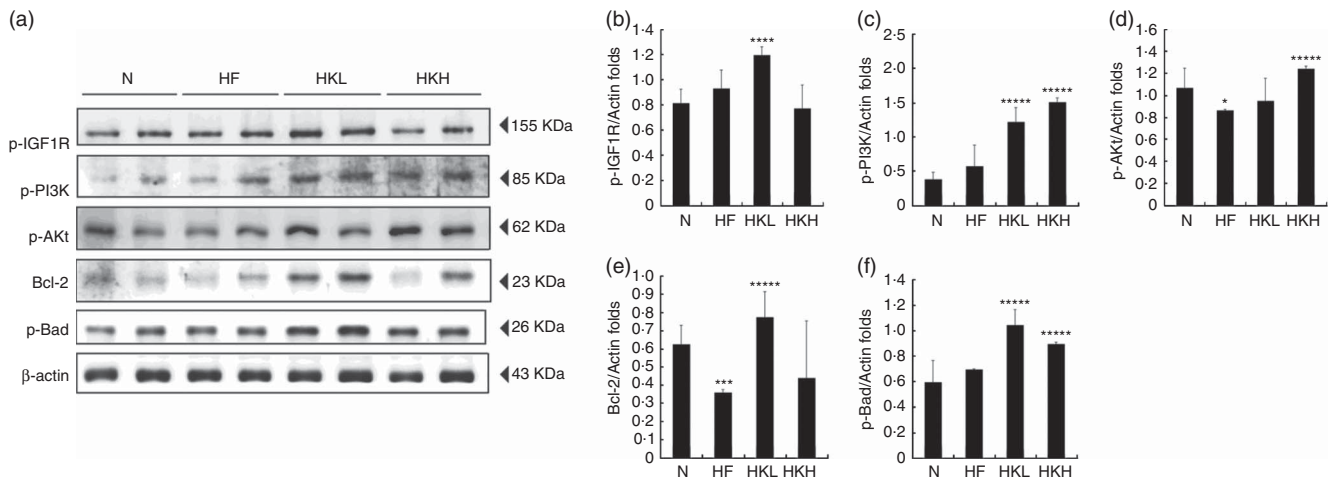 (a)
N HF HKL HKH
p-IGF1R 155 KDa
p-PI3K 85 KDa
p-AKt 62 KDa
Bcl-2 23 KDa
p-Bad 26 KDa
β-actin 43 KDa
(b)
p-IGF1R/Actin folds
1·4
1·2
1·0
0·8
0·6
0·4
0·2
0
****
N HF HKL HKH
(c)
p-PI3K/Actin folds
2·5
2·0
1·5
1·0
0·5
0
***** *****
N HF HKL HKH
(d)
p-AKt/Actin folds
1·6
1·4
1·2
1·0
0·8
0·6
0·4
0·2
0
* *****
N HF HKL HKH
(e)
Bcl-2/Actin folds
1·0
0·9
0·8
0·7
0·6
0·5
0·4
0·3
0·2
0·1
0
*** *****
N HF HKL HKH
(f)
p-Bad/Actin folds
1·4
1·2
1·0
0·8
0·6
0·4
0·2
0
***** *****
N HF HKL HKH